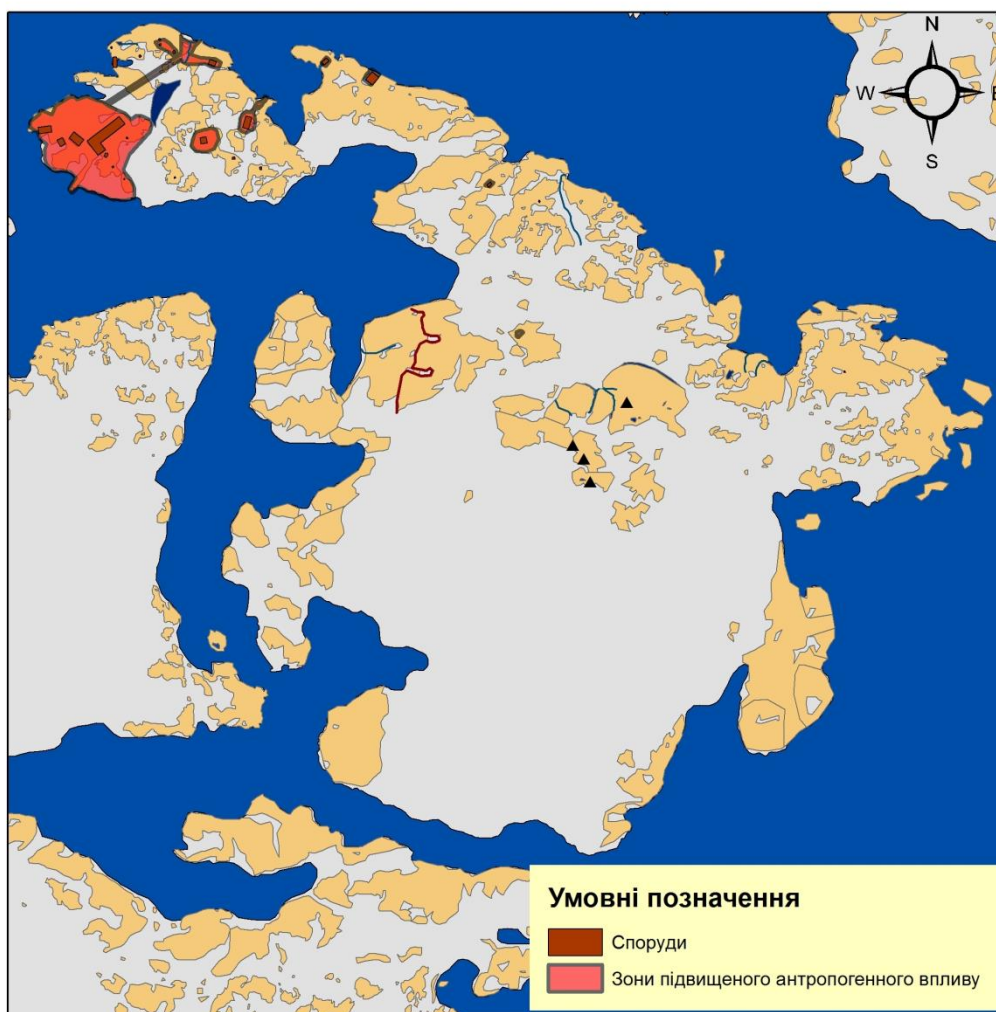 N
W E
S
Умовні позначення
Споруди
Зони підвищеного антропогенного впливу